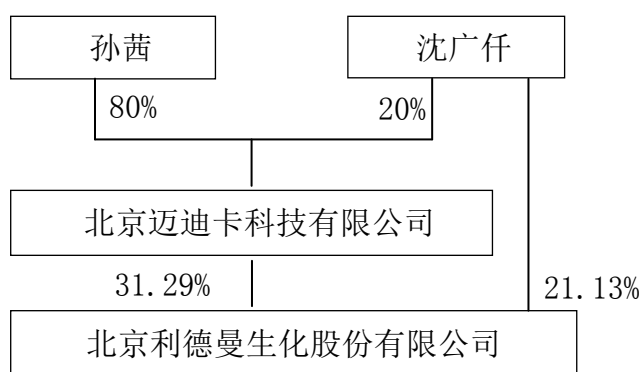 孙茜
沈广仟
80%
20%
北京迈迪卡科技有限公司
31.29%
21.13%
北京利德曼生化股份有限公司